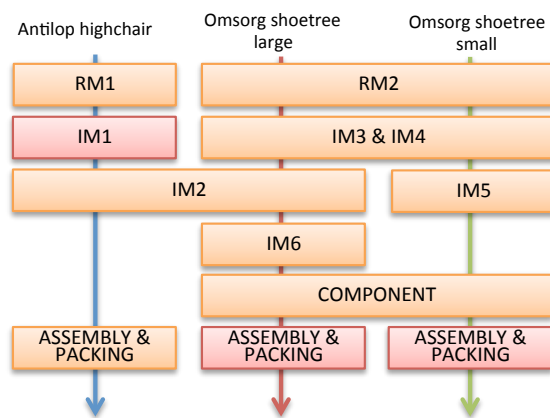 Antilop highchair
Omsorg shoetree
large
Omsorg shoetree
small
RM1
RM2
IM1
IM3 & IM4
IM2
IM5
IM6
COMPONENT
ASSEMBLY &
PACKING
ASSEMBLY &
PACKING
ASSEMBLY &
PACKING